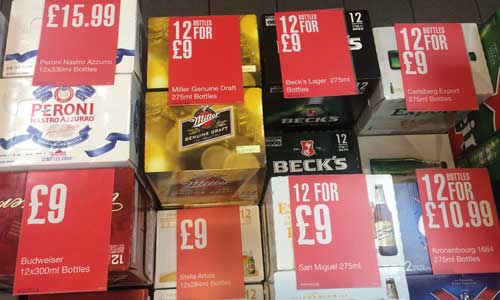 £15.99
Peroni Nastro Azzurro
12x330ml Bottles
12 BOTTLES
FOR
£9
Miller Genuine Draft
275ml Bottles
12 BOTTLES
FOR
£9
Beck's Lager 275ml
Bottles
12 BOTTLES
FOR
£9
Carlsberg Export
275ml Bottles
PERONI
NASTRO AZZURRO
Miller
GENUINE DRAFT
Miller
12
BECK'S
12
£9
Budweiser
12x300ml Bottles
£9
Stella Artois
12x284ml Bottles
12 FOR
£9
San Miguel 275ml
12 BOTTLES
FOR
£10.99
Kronenbourg 1664
275ml Bottles